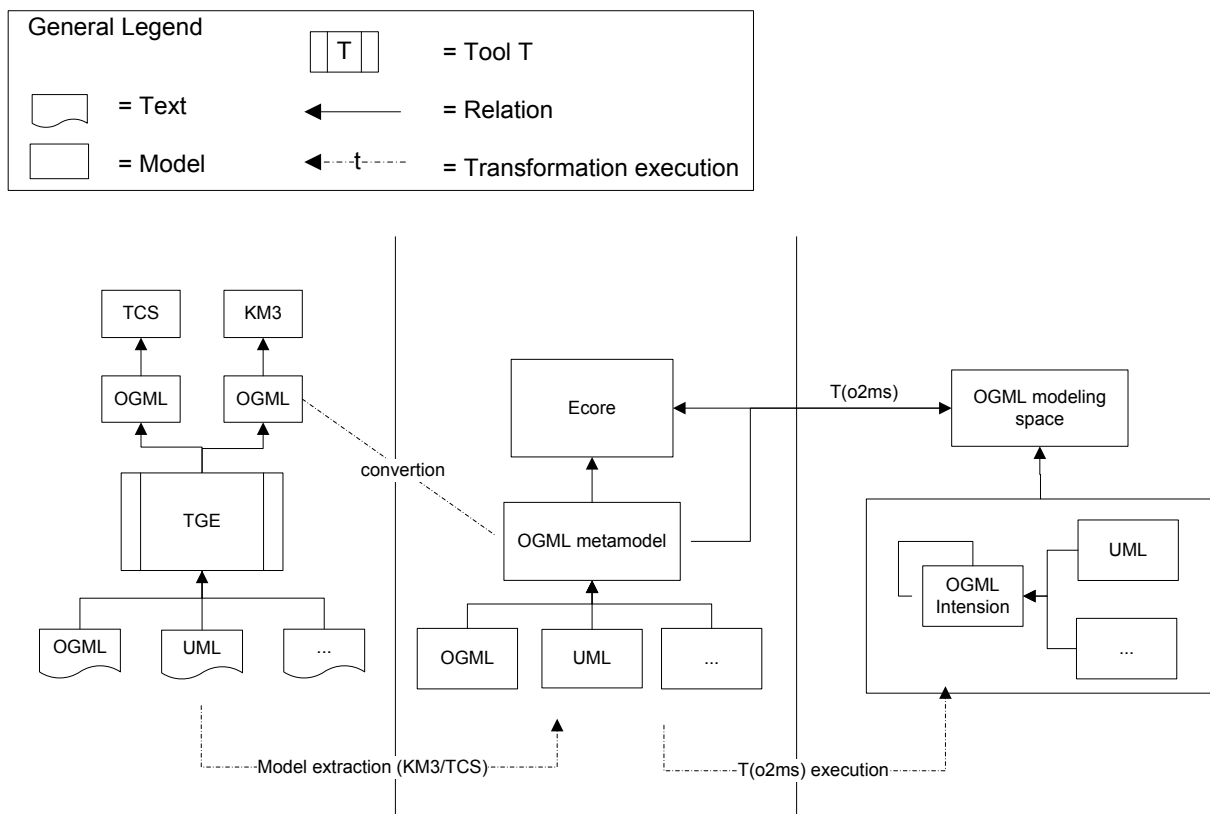 General Legend
T
= Tool T
= Text
= Relation
= Model
t
= Transformation execution
TCS
KM3
OGML
OGML
TGE
OGML
UML
...
convertion
Ecore
OGML metamodel
OGML
UML
...
T(o2ms)
OGML modeling
space
OGML
Intension
UML
...
Model extraction (KM3/TCS)
T(o2ms) execution